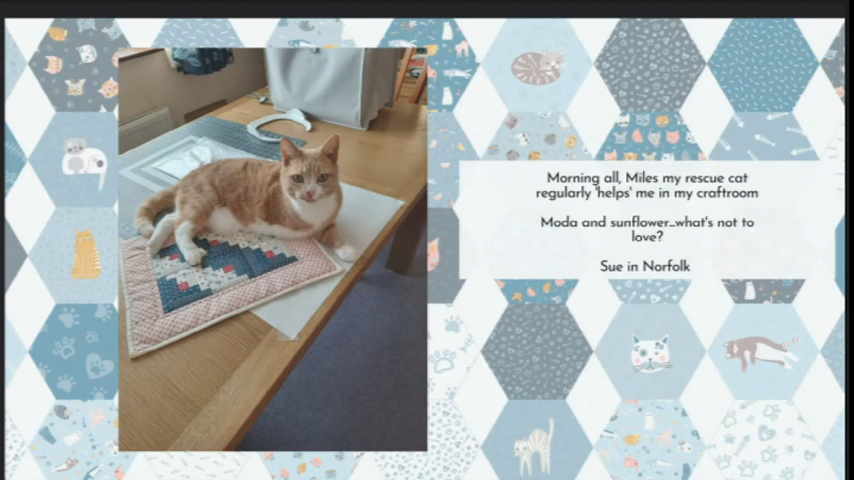 Morning all, Miles my rescue cat
regularly 'helps' me in my craftroom
Moda and sunflower...what's not to
love?
Sue in Norfolk